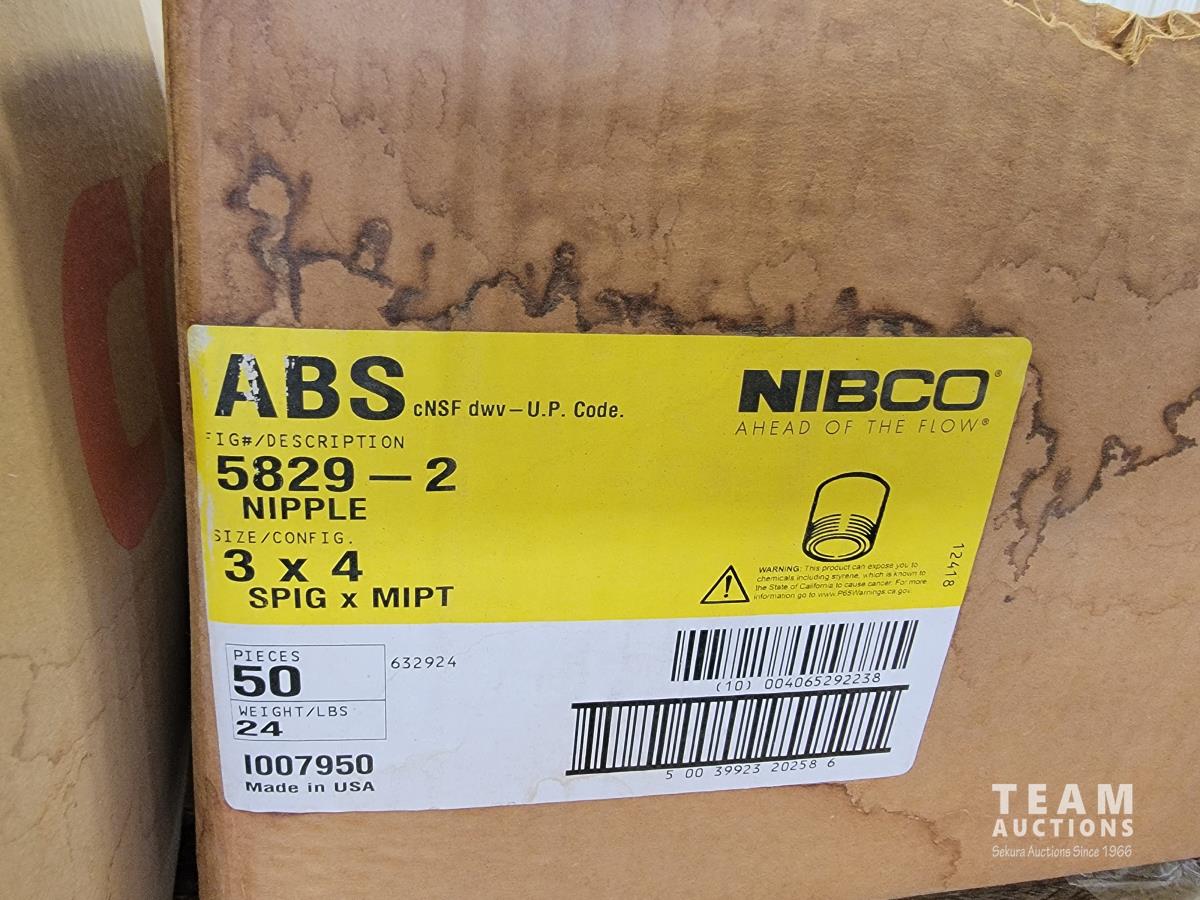 ABS cNSF dwv – U.P. Code.
NIBCO®
AHEAD OF THE FLOW®
FIG#/DESCRIPTION
5829 – 2
NIPPLE
SIZE/CONFIG.
3 x 4
SPIG x MIPT
WARNING: This product can expose you to
chemicals including styrene, which is known to
the State of California to cause cancer. For more
information go to www.P65Warnings.ca.gov.
12418
PIECES
50
632924
WEIGHT/LBS
24
I007950
Made in USA
(10) 004065292238
5 00 39923 20258 6
TEAM
AUCTIONS
Sekura Auctions Since 1966